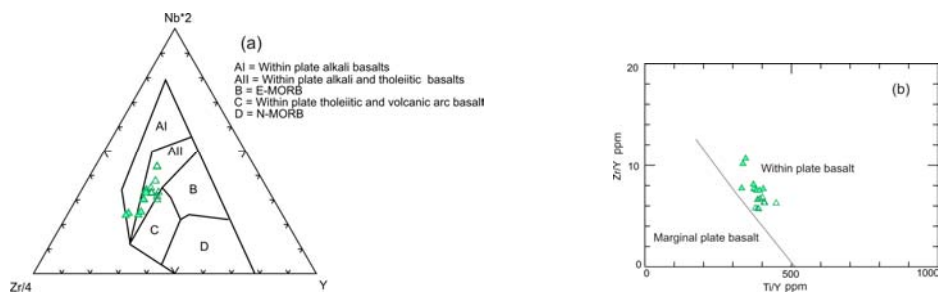 Nb*2
(a)
AI = Within plate alkali basalts
AII = Within plate alkali and tholeiitic basalts
B = E-MORB
C = Within plate tholeiitic and volcanic arc basalt
D = N-MORB
AI
AII
B
C
D
Zr/4
Y
20
(b)
Zr/Y ppm
10
Within plate basalt
Marginal plate basalt
0
0
500
1000
Ti/Y ppm